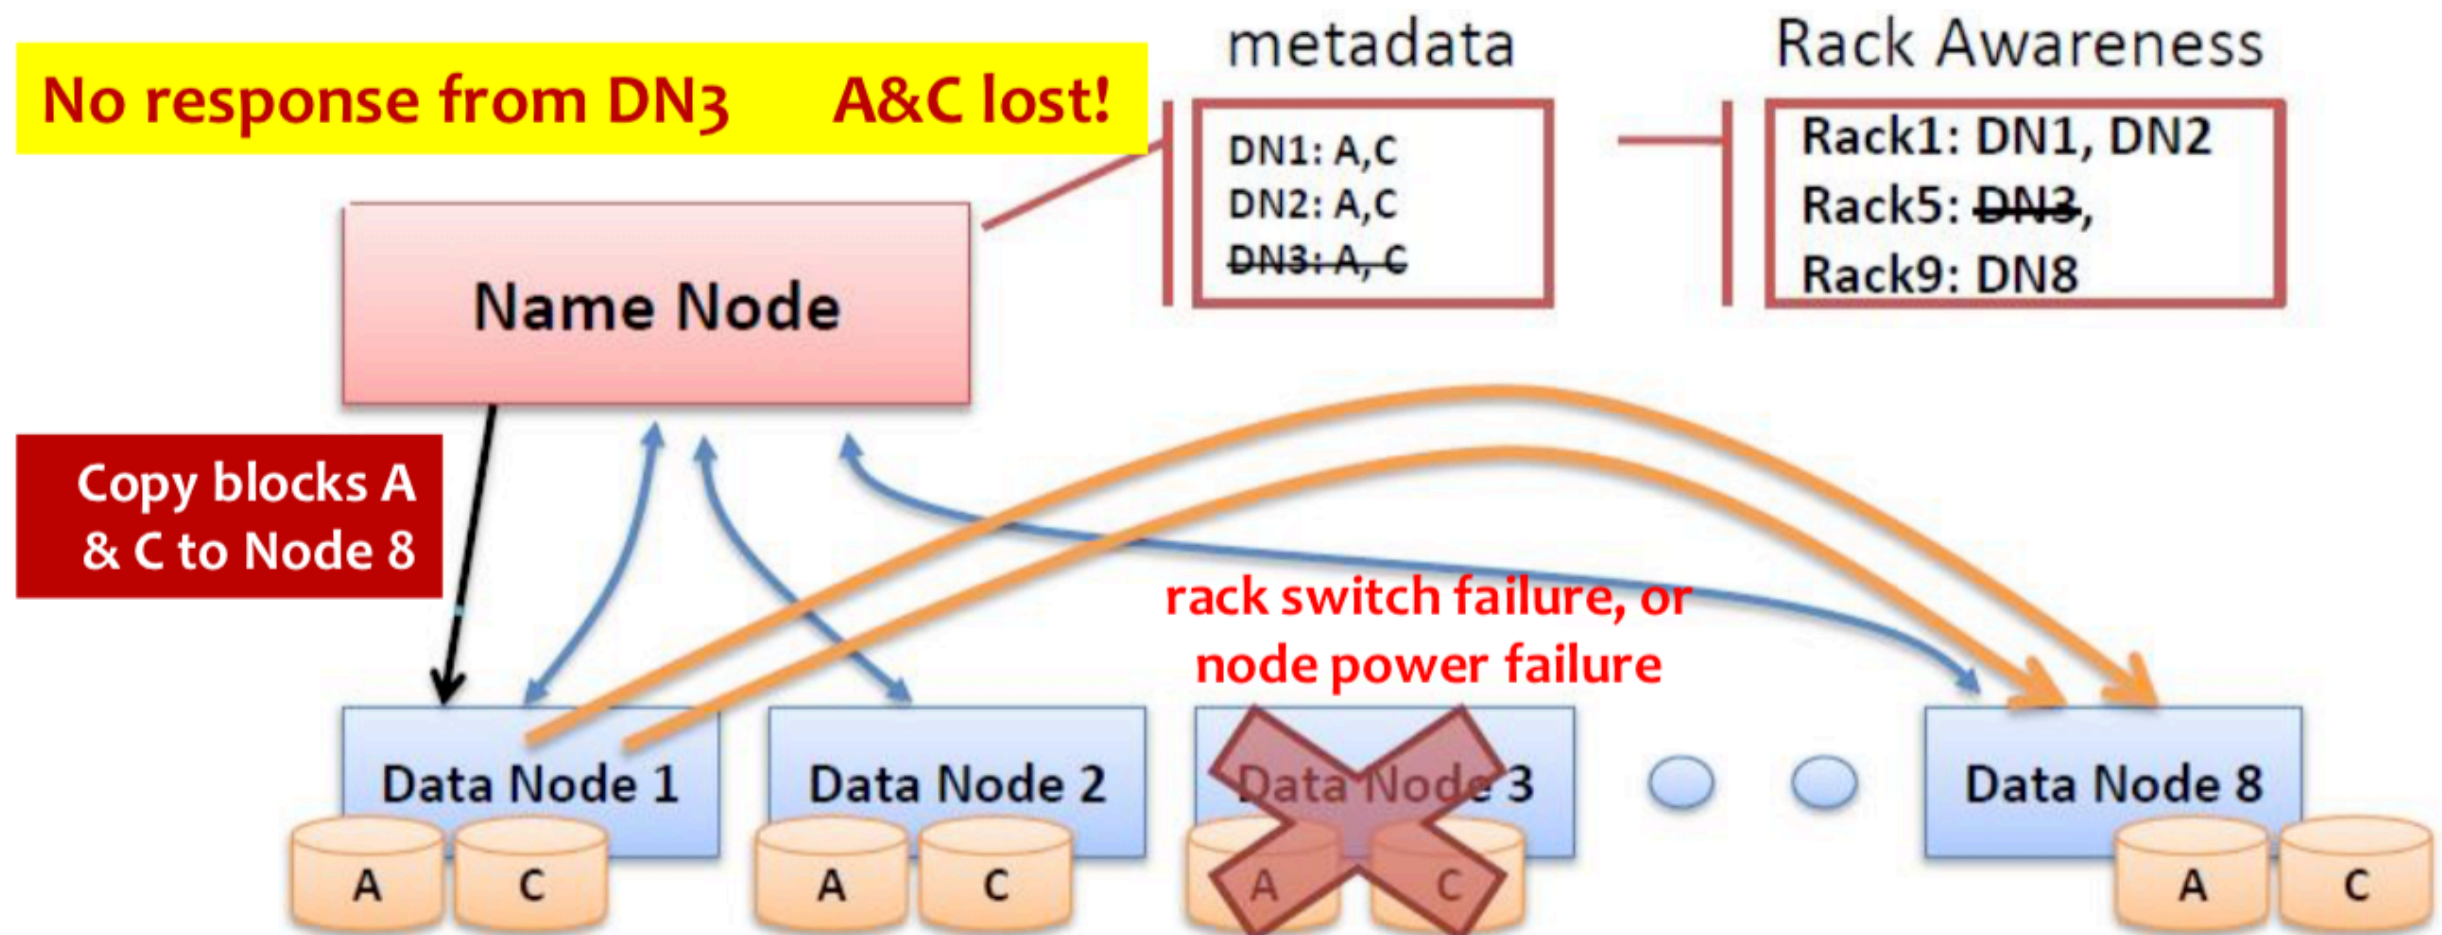 No response from DN3 A&C lost!
metadata
DN1: A,C
DN2: A,C
DN3: A, C
Rack Awareness
Rack1: DN1, DN2
Rack5: DN3,
Rack9: DN8
Name Node
Copy blocks A
& C to Node 8
rack switch failure, or
node power failure
Data Node 1
A
C
Data Node 2
A
C
Data Node 3
A
C
Data Node 8
A
C